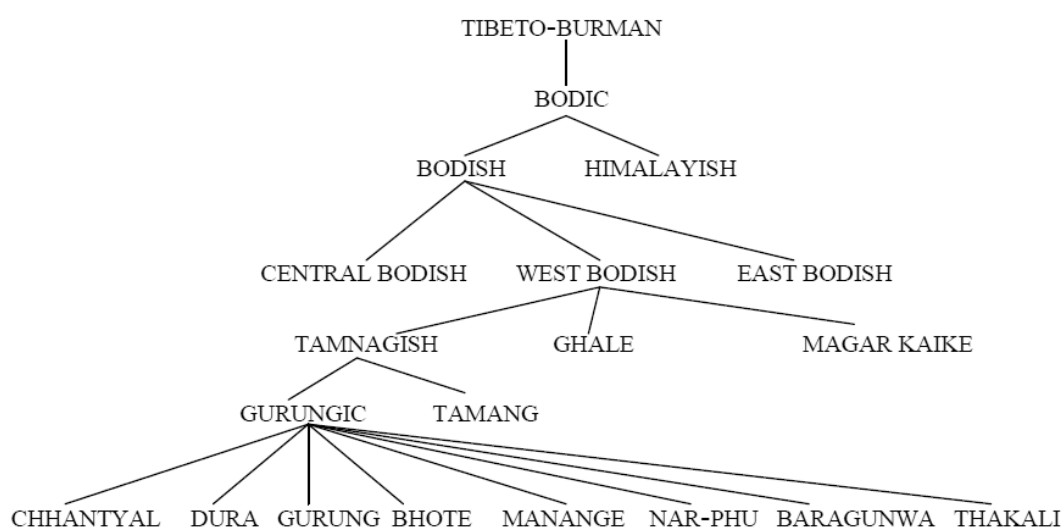 TIBETO-BURMAN
BODIC
BODISH HIMALAYISH
CENTRAL BODISH WEST BODISH EAST BODISH
TAMNAGISH GHALE MAGAR KAIKE
GURUNGIC TAMANG
CHHANTYAL DURA GURUNG BHOTE MANANGE NAR-PHU BARAGUNWA THAKALI